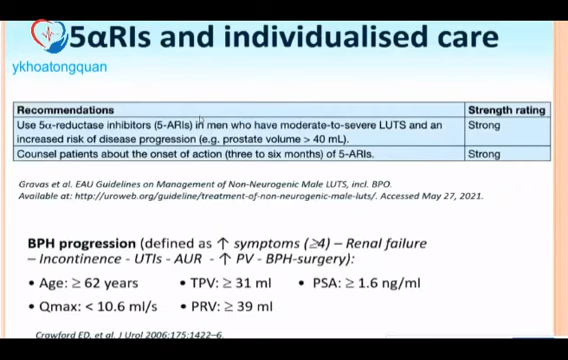 5αRIs and individualised care
ykhoatongquan
Recommendations Strength rating
Use 5α-reductase inhibitors (5-ARIs) in men who have moderate-to-severe LUTS and an Strong
increased risk of disease progression (e.g. prostate volume > 40 mL).
Counsel patients about the onset of action (three to six months) of 5-ARIs. Strong
Gravas et al. EAU Guidelines on Management of Non-Neurogenic Male LUTS, incl. BPO.
Available at: http://uroweb.org/guideline/treatment-of-non-neurogenic-male-luts/. Accessed May 27, 2021.
BPH progression (defined as ↑ symptoms (≥4) – Renal failure
– Incontinence - UTIs – AUR - ↑ PV - BPH-surgery):
• Age: ≥ 62 years • TPV: ≥ 31 ml • PSA: ≥ 1.6 ng/ml
• Qmax: < 10.6 ml/s • PRV: ≥ 39 ml
Crawford ED, et al. J Urol 2006;175:1422–6.